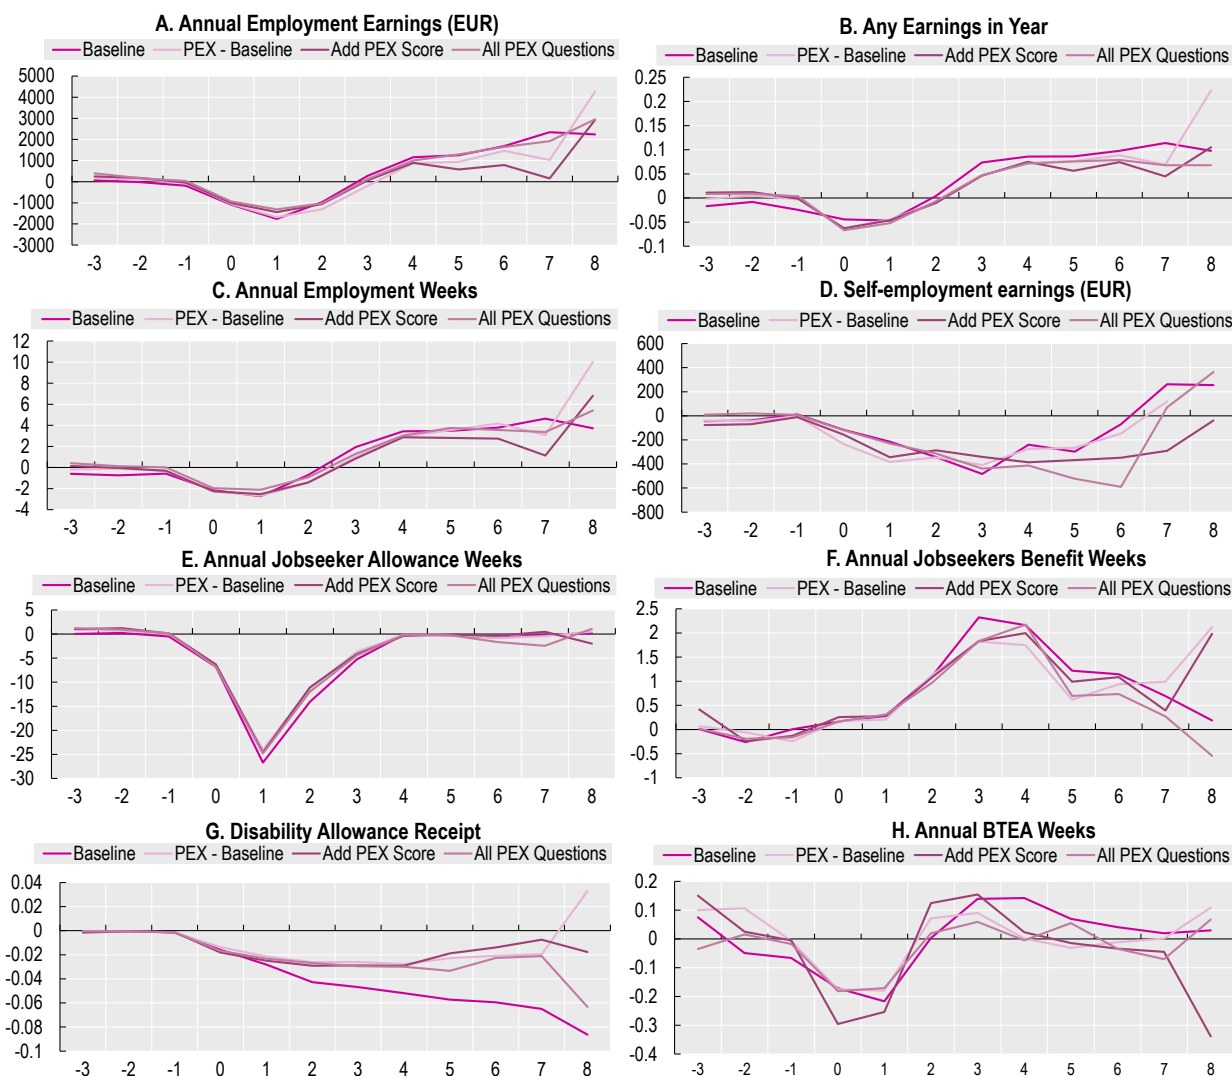 A. Annual Employment Earnings (EUR)
Baseline PEX - Baseline Add PEX Score All PEX Questions
5000
4000
3000
2000
1000
0
-1000
-2000
-3000
-3 -2 -1 0 1 2 3 4 5 6 7 8
B. Any Earnings in Year
Baseline PEX - Baseline Add PEX Score All PEX Questions
0.25
0.2
0.15
0.1
0.05
0
-0.05
-0.1
-3 -2 -1 0 1 2 3 4 5 6 7 8
C. Annual Employment Weeks
Baseline PEX - Baseline Add PEX Score All PEX Questions
12
10
8
6
4
2
0
-2
-4
-3 -2 -1 0 1 2 3 4 5 6 7 8
D. Self-employment earnings (EUR)
Baseline PEX - Baseline Add PEX Score All PEX Questions
600
400
200
0
-200
-400
-600
-800
-3 -2 -1 0 1 2 3 4 5 6 7 8
E. Annual Jobseeker Allowance Weeks
Baseline PEX - Baseline Add PEX Score All PEX Questions
5
0
-5
-10
-15
-20
-25
-30
-3 -2 -1 0 1 2 3 4 5 6 7 8
F. Annual Jobseekers Benefit Weeks
Baseline PEX - Baseline Add PEX Score All PEX Questions
2.5
2
1.5
1
0.5
0
-0.5
-1
-3 -2 -1 0 1 2 3 4 5 6 7 8
G. Disability Allowance Receipt
Baseline PEX - Baseline Add PEX Score All PEX Questions
0.04
0.02
0
-0.02
-0.04
-0.06
-0.08
-0.1
-3 -2 -1 0 1 2 3 4 5 6 7 8
H. Annual BTEA Weeks
Baseline PEX - Baseline Add PEX Score All PEX Questions
0.2
0.1
0
-0.1
-0.2
-0.3
-0.4
-3 -2 -1 0 1 2 3 4 5 6 7 8